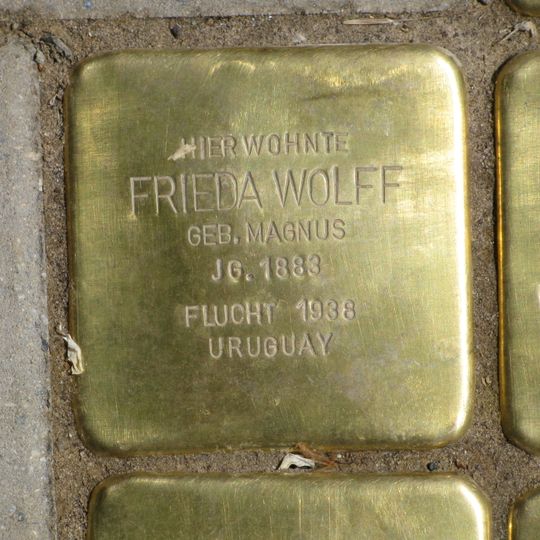 HIER WOHNTE
FRIEDA WOLFF
GEB. MAGNUS
JG. 1883
FLUCHT 1938
URUGUAY